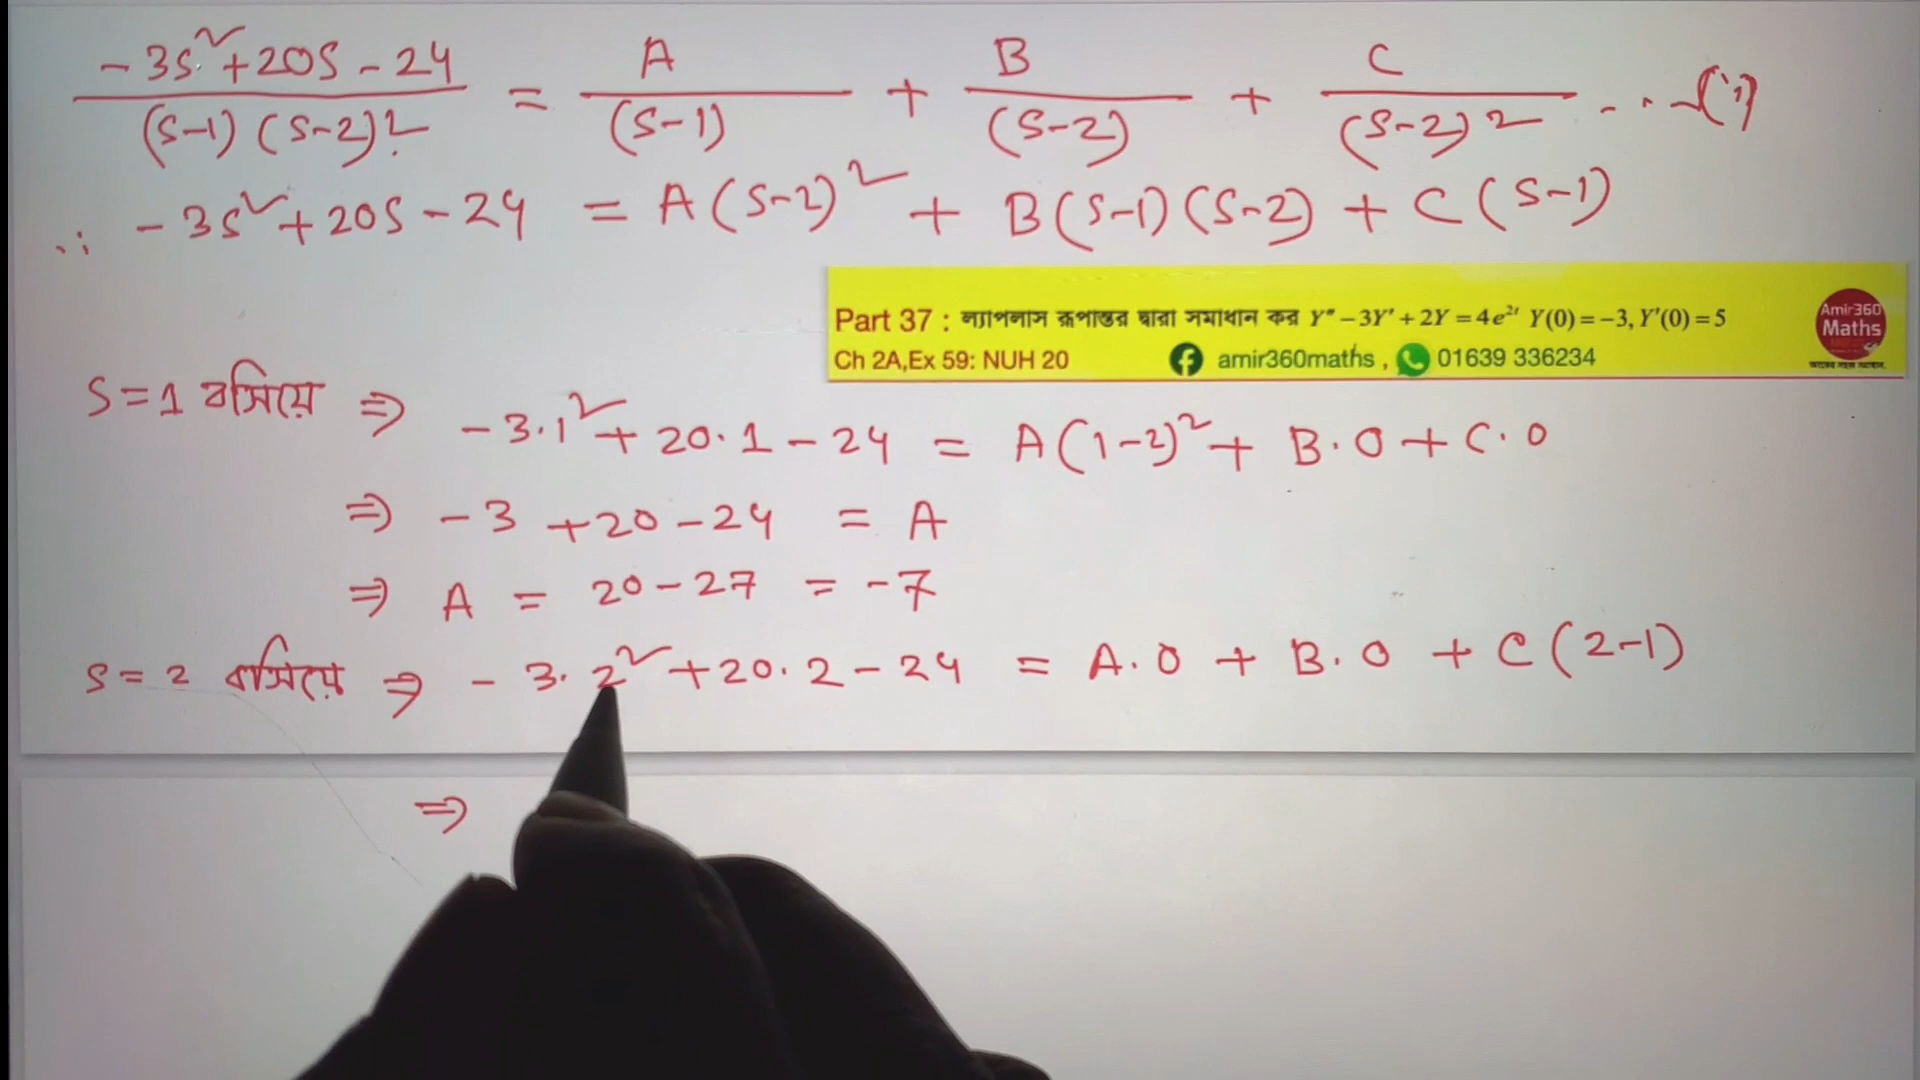 -3s²+20s-24 / (s-1)(s-2)² = A/(s-1) + B/(s-2) + C/(s-2)² ... (i)
∴ -3s²+20s-24 = A(s-2)² + B(s-1)(s-2) + C(s-1)
Part 37 : ল্যাপলাস রূপান্তর দ্বারা সমাধান কর Y″-3Y′+2Y=4e²ᵗ Y(0)=-3, Y′(0)=5
Ch 2A,Ex 59: NUH 20 amir360maths , 01639 336234
Amir360
Maths
s=1 বসিয়ে ⇒ -3.1²+20.1-24 = A(1-2)²+B.0+C.0
⇒ -3+20-24 = A
⇒ A = 20-27 = -7
s=2 বসিয়ে ⇒ -3.2²+20.2-24 = A.0+B.0+C(2-1)
⇒